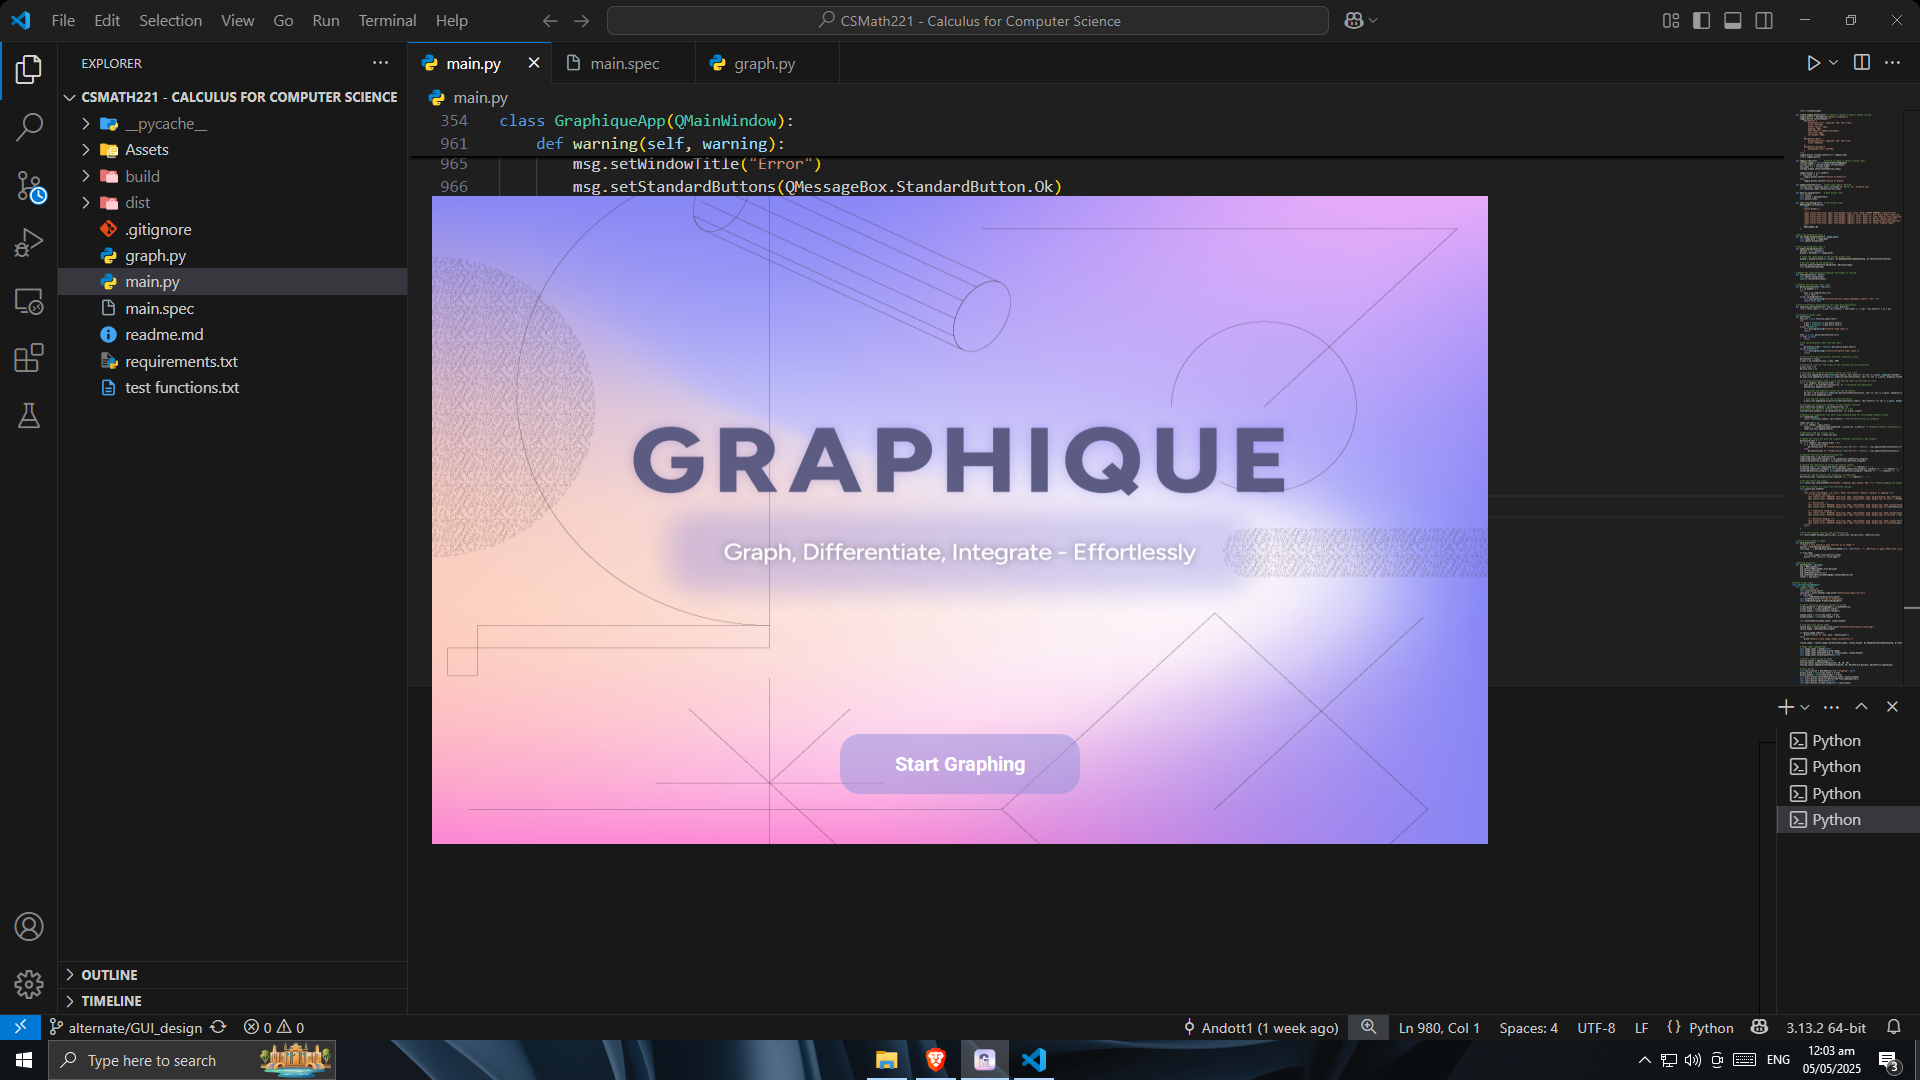 File Edit Selection View Go Run Terminal Help
CSMath221 - Calculus for Computer Science
EXPLORER
CSMATH221 - CALCULUS FOR COMPUTER SCIENCE
__pycache__
Assets
build
dist
.gitignore
graph.py
main.py
main.spec
readme.md
requirements.txt
test functions.txt
OUTLINE
TIMELINE
main.py
main.spec
graph.py
main.py
354 class GraphiqueApp(QMainWindow):
961 def warning(self, warning):
965 msg.setWindowTitle("Error")
966 msg.setStandardButtons(QMessageBox.StandardButton.Ok)
GRAPHIQUE
Graph, Differentiate, Integrate - Effortlessly
Start Graphing
Python
Python
Python
Python
alternate/GUI_design 0 0
Andott1 (1 week ago) Ln 980, Col 1 Spaces: 4 UTF-8 LF {} Python 3.13.2 64-bit
Type here to search
ENG
12:03 am
05/05/2025
3